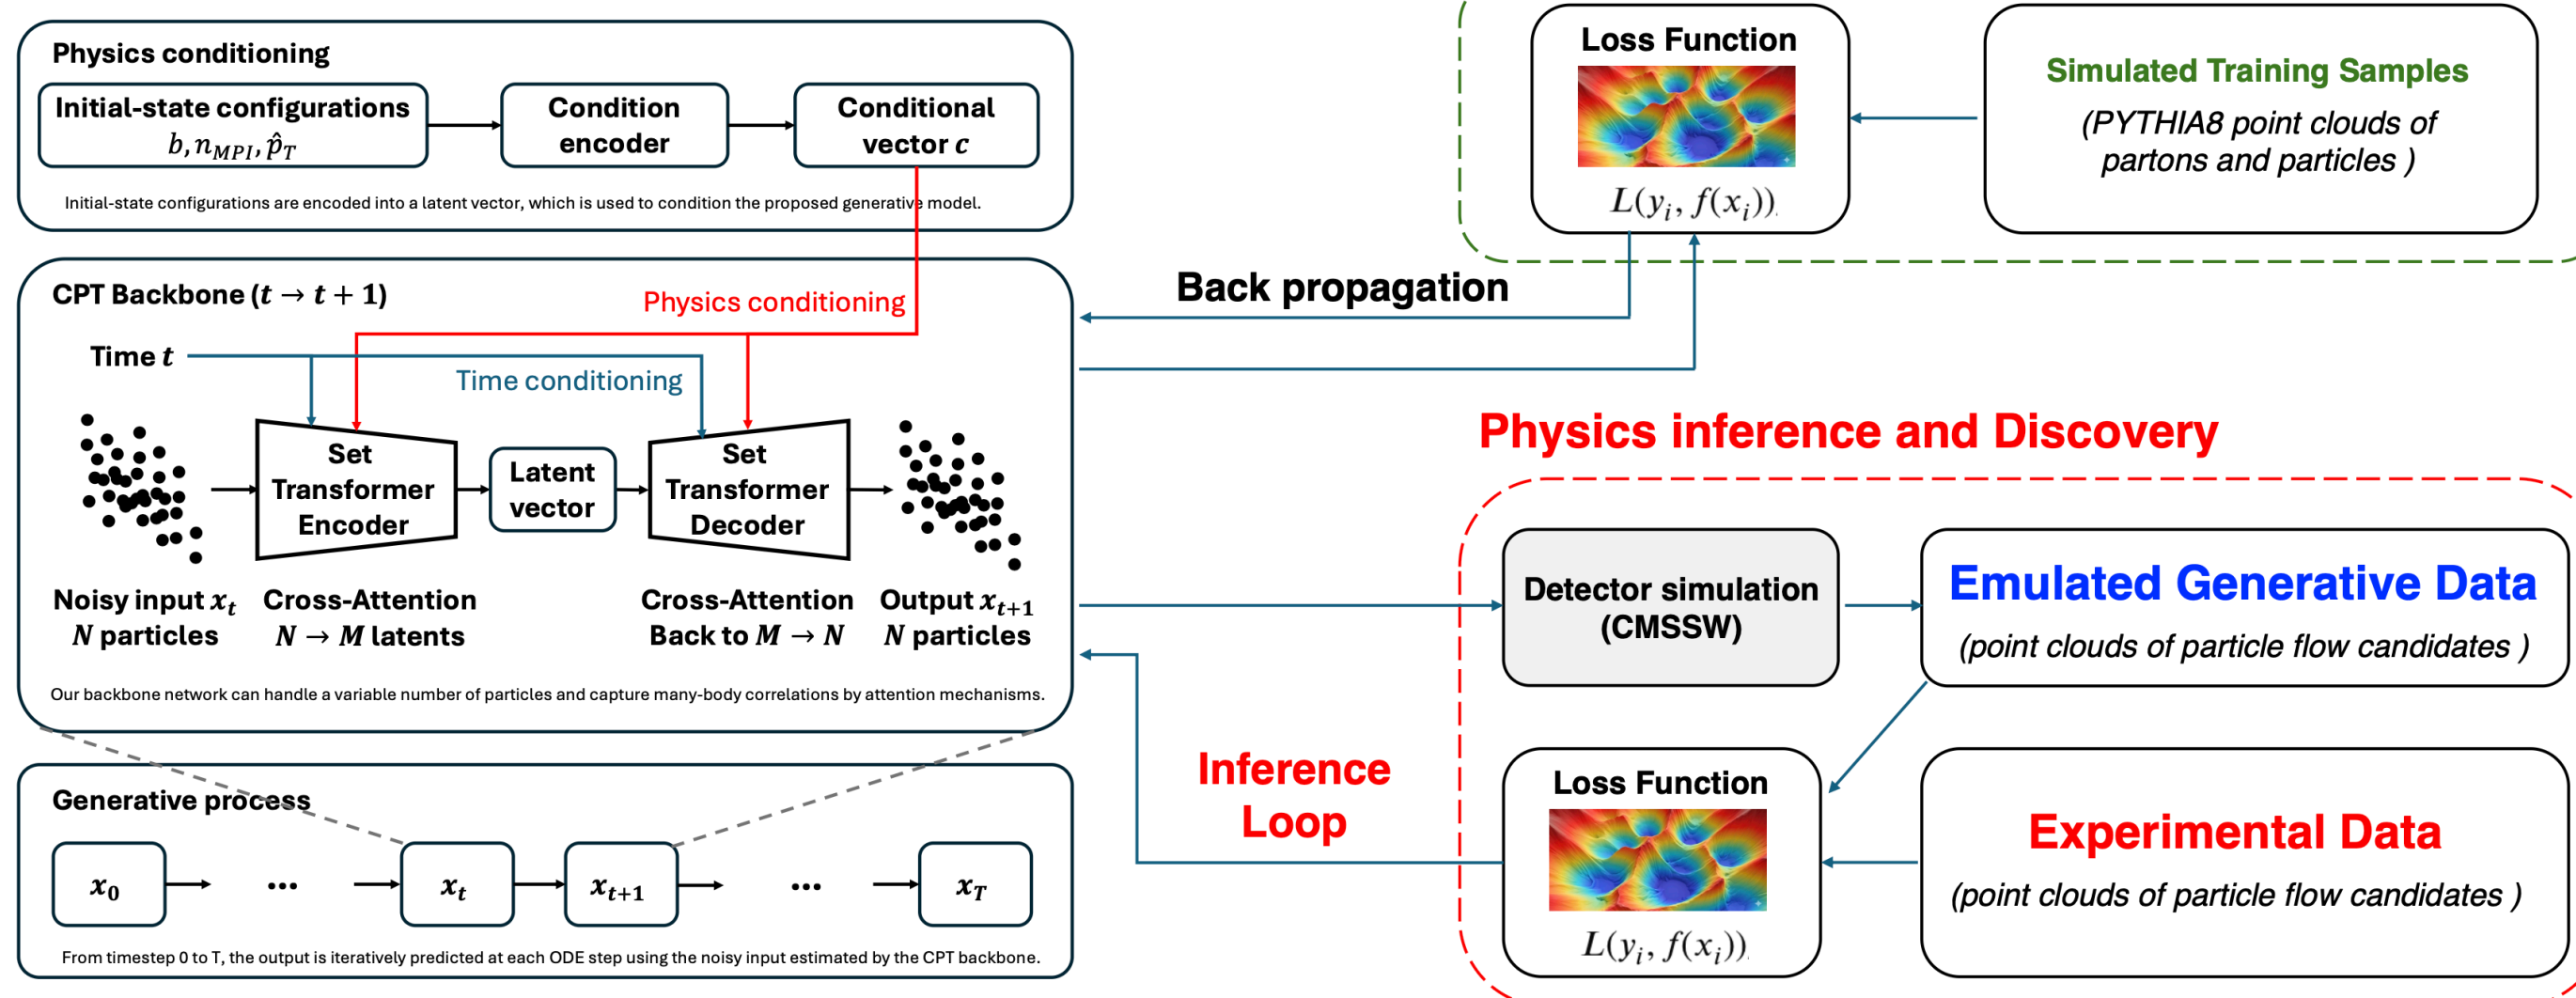 Physics conditioning
Initial-state configurations
b, n_MPI, p̂_T
Condition
encoder
Conditional
vector c
Initial-state configurations are encoded into a latent vector, which is used to condition the proposed generative model.
CPT Backbone (t → t + 1)
Physics conditioning
Time t
Time conditioning
Set
Transformer
Encoder
Latent
vector
Set
Transformer
Decoder
Noisy input x_t
N particles
Cross-Attention
N → M latents
Cross-Attention
Back to M → N
Output x_{t+1}
N particles
Our backbone network can handle a variable number of particles and capture many-body correlations by attention mechanisms.
Generative process
x_0
...
x_t
x_{t+1}
...
x_T
From timestep 0 to T, the output is iteratively predicted at each ODE step using the noisy input estimated by the CPT backbone.
Loss Function
L(y_i, f(x_i)).
Simulated Training Samples
(PYTHIA8 point clouds of
partons and particles )
Back propagation
Physics inference and Discovery
Detector simulation
(CMSSW)
Emulated Generative Data
(point clouds of particle flow candidates )
Inference
Loop
Loss Function
L(y_i, f(x_i)).
Experimental Data
(point clouds of particle flow candidates )